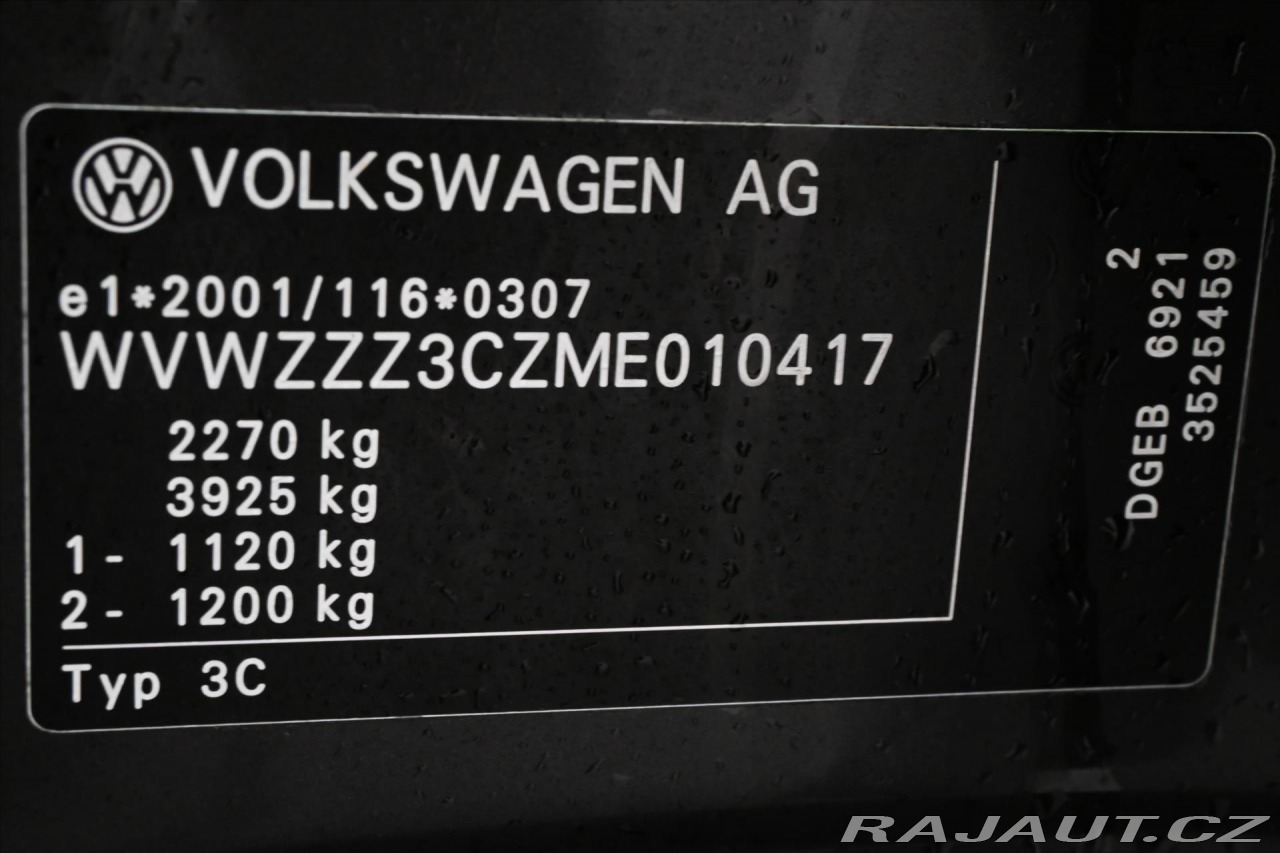 VOLKSWAGEN AG
e1*2001/116*0307
WVWZZZ3CZME010417
2270 kg
3925 kg
1- 1120 kg
2- 1200 kg
Typ 3C
2
DGEB 6921
3525459
RAJAUT.CZ